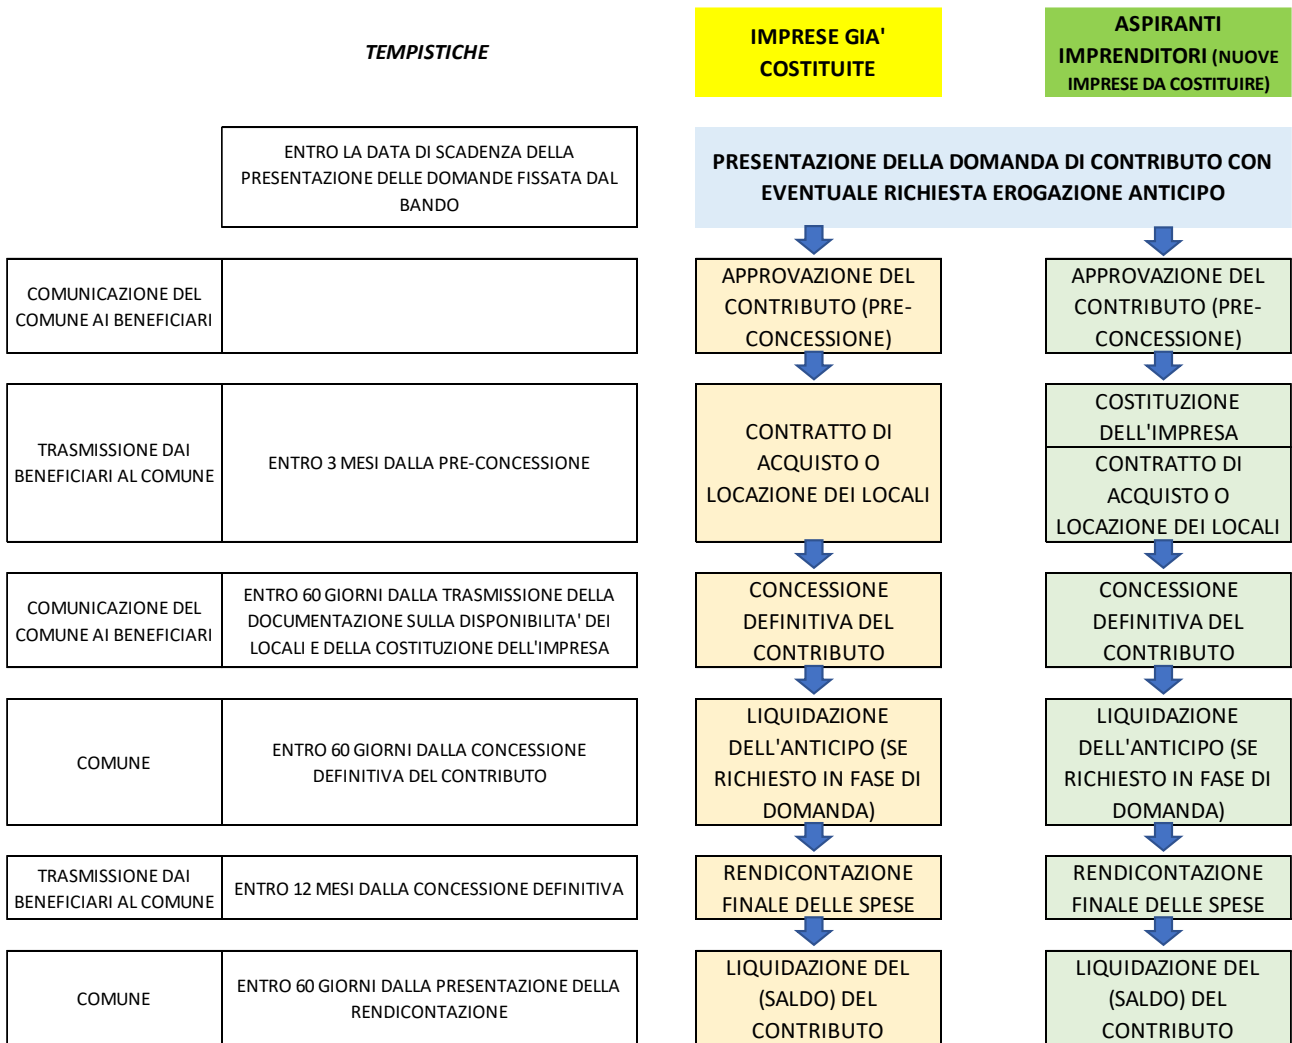 TEMPISTICHE
IMPRESE GIA'
COSTITUITE
ASPIRANTI
IMPRENDITORI (NUOVE
IMPRESE DA COSTITUIRE)
ENTRO LA DATA DI SCADENZA DELLA
PRESENTAZIONE DELLE DOMANDE FISSATA DAL
BANDO
PRESENTAZIONE DELLA DOMANDA DI CONTRIBUTO CON
EVENTUALE RICHIESTA EROGAZIONE ANTICIPO
COMUNICAZIONE DEL
COMUNE AI BENEFICIARI
APPROVAZIONE DEL
CONTRIBUTO (PRE-
CONCESSIONE)
APPROVAZIONE DEL
CONTRIBUTO (PRE-
CONCESSIONE)
TRASMISSIONE DAI
BENEFICIARI AL COMUNE
ENTRO 3 MESI DALLA PRE-CONCESSIONE
CONTRATTO DI
ACQUISTO O
LOCAZIONE DEI LOCALI
COSTITUZIONE
DELL'IMPRESA
CONTRATTO DI
ACQUISTO O
LOCAZIONE DEI LOCALI
COMUNICAZIONE DEL
COMUNE AI BENEFICIARI
ENTRO 60 GIORNI DALLA TRASMISSIONE DELLA
DOCUMENTAZIONE SULLA DISPONIBILITA' DEI
LOCALI E DELLA COSTITUZIONE DELL'IMPRESA
CONCESSIONE
DEFINITIVA DEL
CONTRIBUTO
CONCESSIONE
DEFINITIVA DEL
CONTRIBUTO
COMUNE
ENTRO 60 GIORNI DALLA CONCESSIONE
DEFINITIVA DEL CONTRIBUTO
LIQUIDAZIONE
DELL'ANTICIPO (SE
RICHIESTO IN FASE DI
DOMANDA)
LIQUIDAZIONE
DELL'ANTICIPO (SE
RICHIESTO IN FASE DI
DOMANDA)
TRASMISSIONE DAI
BENEFICIARI AL COMUNE
ENTRO 12 MESI DALLA CONCESSIONE DEFINITIVA
RENDICONTAZIONE
FINALE DELLE SPESE
RENDICONTAZIONE
FINALE DELLE SPESE
COMUNE
ENTRO 60 GIORNI DALLA PRESENTAZIONE DELLA
RENDICONTAZIONE
LIQUIDAZIONE DEL
(SALDO) DEL
CONTRIBUTO
LIQUIDAZIONE DEL
(SALDO) DEL
CONTRIBUTO